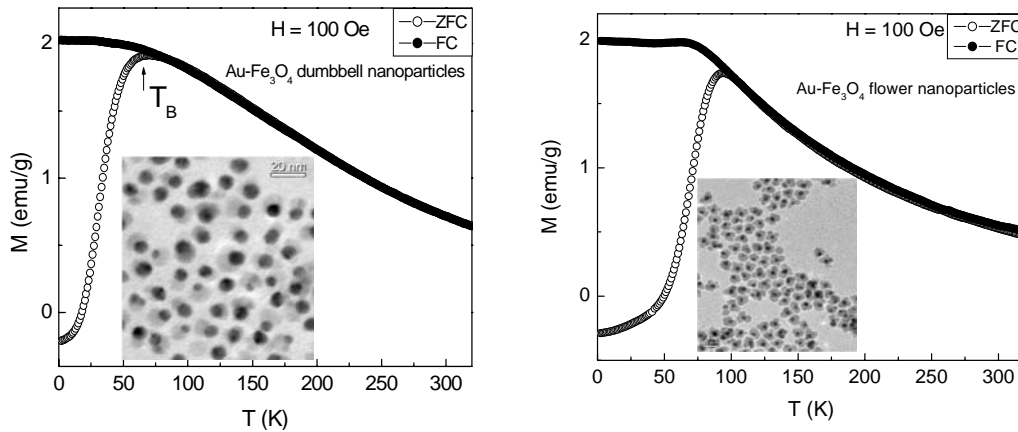 H = 100 Oe
ZFC
FC
Au-Fe₃O₄ dumbbell nanoparticles
T_B
20 nm
M (emu/g)
2
1
0
0 50 100 150 200 250 300
T (K)
H = 100 Oe
ZFC
FC
Au-Fe₃O₄ flower nanoparticles
M (emu/g)
2
1
0
0 50 100 150 200 250 300
T (K)